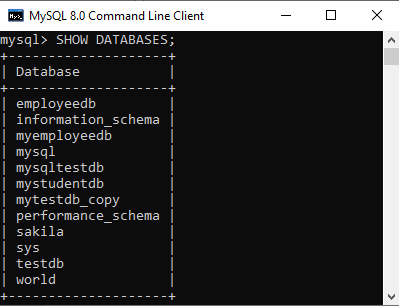 MySQL 8.0 Command Line Client
mysql> SHOW DATABASES;
+--------------------+
| Database           |
+--------------------+
| employeedb         |
| information_schema |
| myemployeedb       |
| mysql              |
| mysqltestdb        |
| mystudentdb        |
| mytestdb_copy      |
| performance_schema |
| sakila             |
| sys                |
| testdb             |
| world              |
+--------------------+